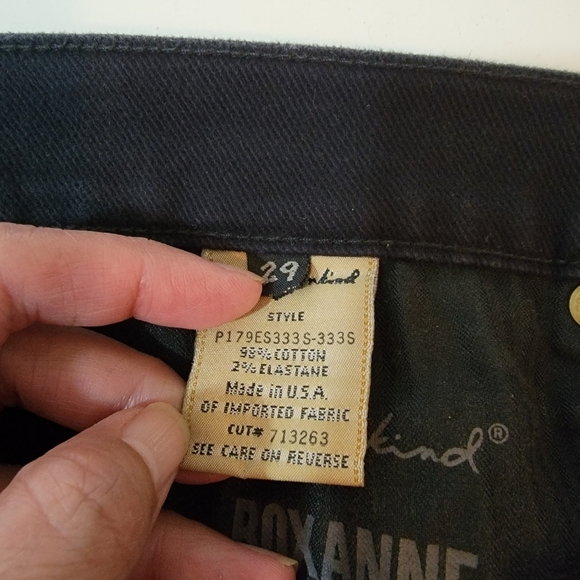 29
STYLE
P179ES333S-333S
98% COTTON
2% ELASTANE
Made in U.S.A.
OF IMPORTED FABRIC
CUT# 713263
SEE CARE ON REVERSE
kind®
ROXANNE